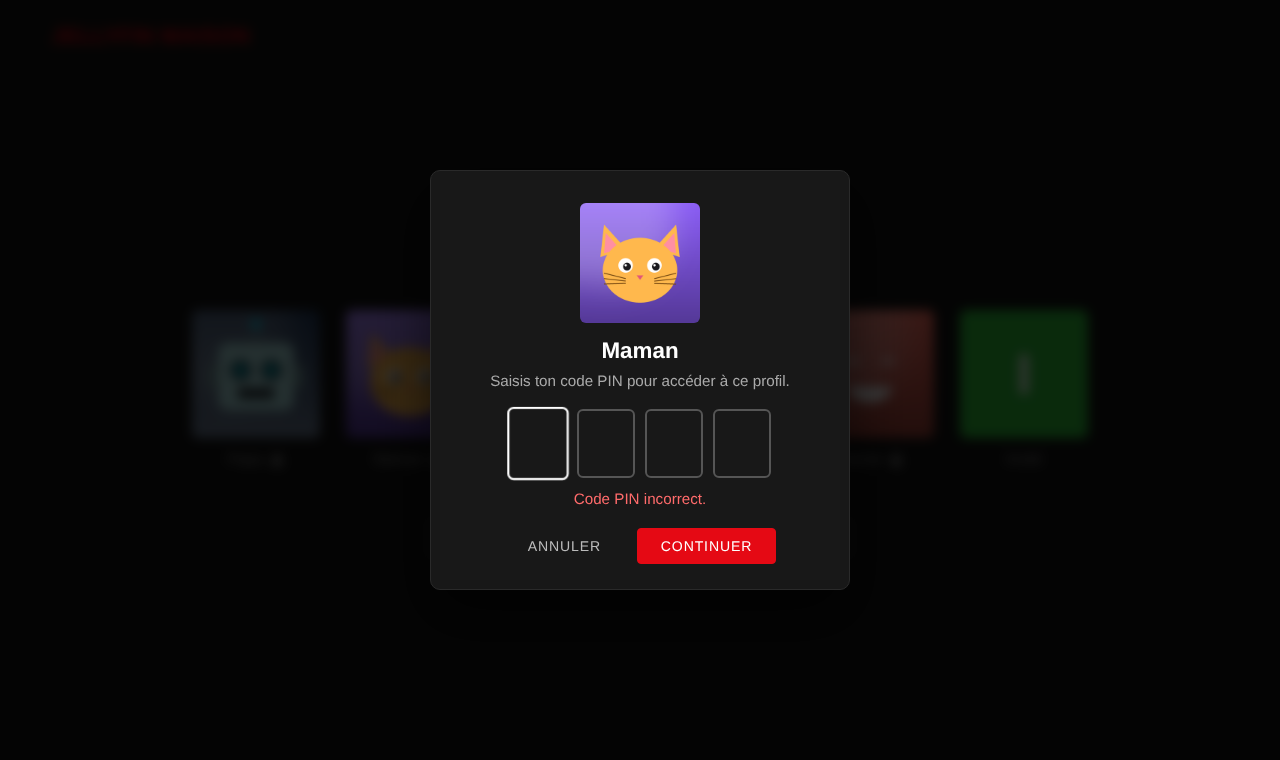 Maman
Saisis ton code PIN pour accéder à ce profil.
Code PIN incorrect.
ANNULER
CONTINUER